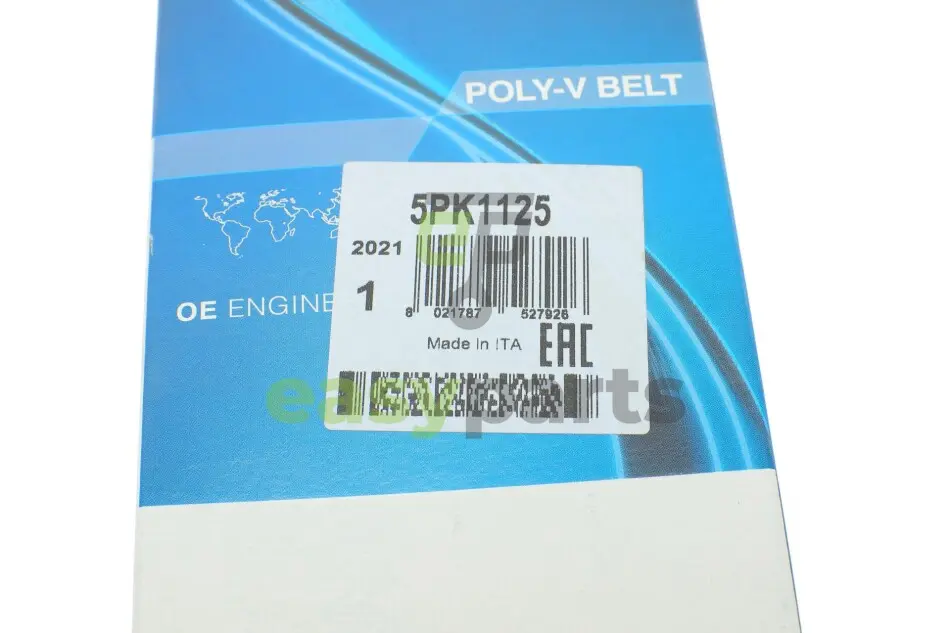 POLY-V BELT
5PK1125
2021
1
8 021787 527926
OE ENGINE
Made in ITA
EAC
easyparts